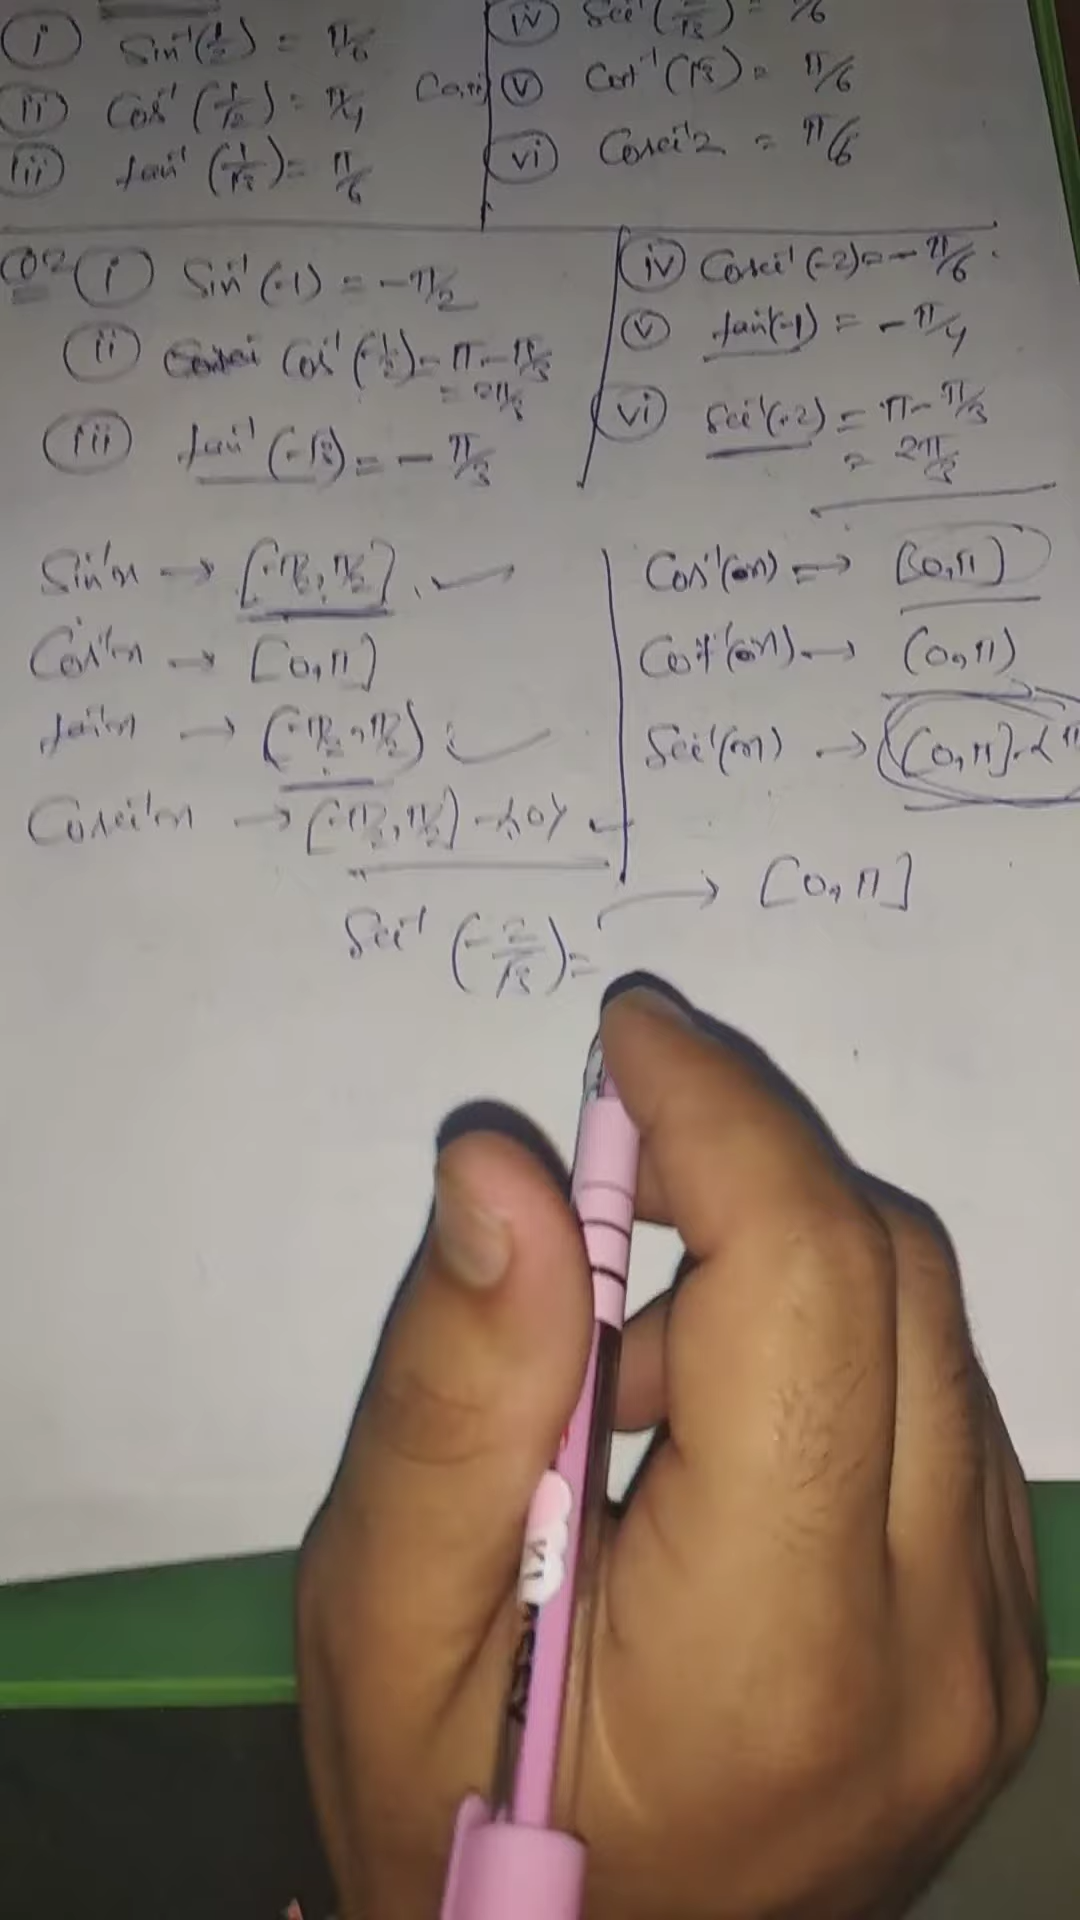 i sin⁻¹(1/2) = π/6
ii cos⁻¹(1/√2) = π/4
iii tan⁻¹(1/√3) = π/6
iv sec⁻¹(2/√3) = π/6
v cot⁻¹(√3) = π/6
vi cosec⁻¹2 = π/6
Q2 i sin⁻¹(-1) = -π/2
ii cos⁻¹(-1/2) = π - π/3
= 2π/3
iii tan⁻¹(-√3) = -π/3
iv cosec⁻¹(-2) = -π/6
v tan⁻¹(-1) = -π/4
vi sec⁻¹(-2) = π - π/3
= 2π/3
sin⁻¹x → [-π/2, π/2]
cos⁻¹x → [0, π]
tan⁻¹x → (-π/2, π/2)
cosec⁻¹x → [-π/2, π/2] - {0}
cos⁻¹(x) → [0, π]
cot⁻¹(x) → (0, π)
sec⁻¹(x) → [0, π] - {π
sec⁻¹(-2/√3) = → [0, π]